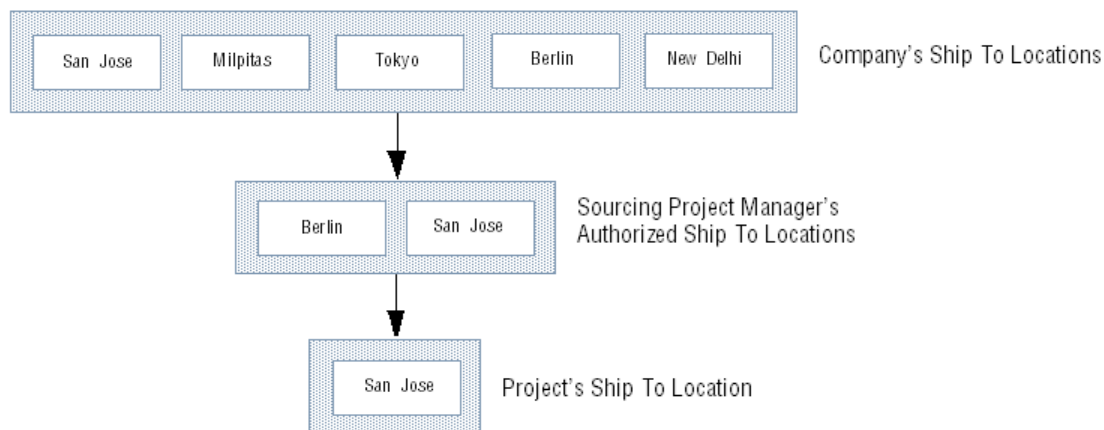 San Jose
Milpitas
Tokyo
Berlin
New Delhi
Company's Ship To Locations
Berlin
San Jose
Sourcing Project Manager's
Authorized Ship To Locations
San Jose
Project's Ship To Location